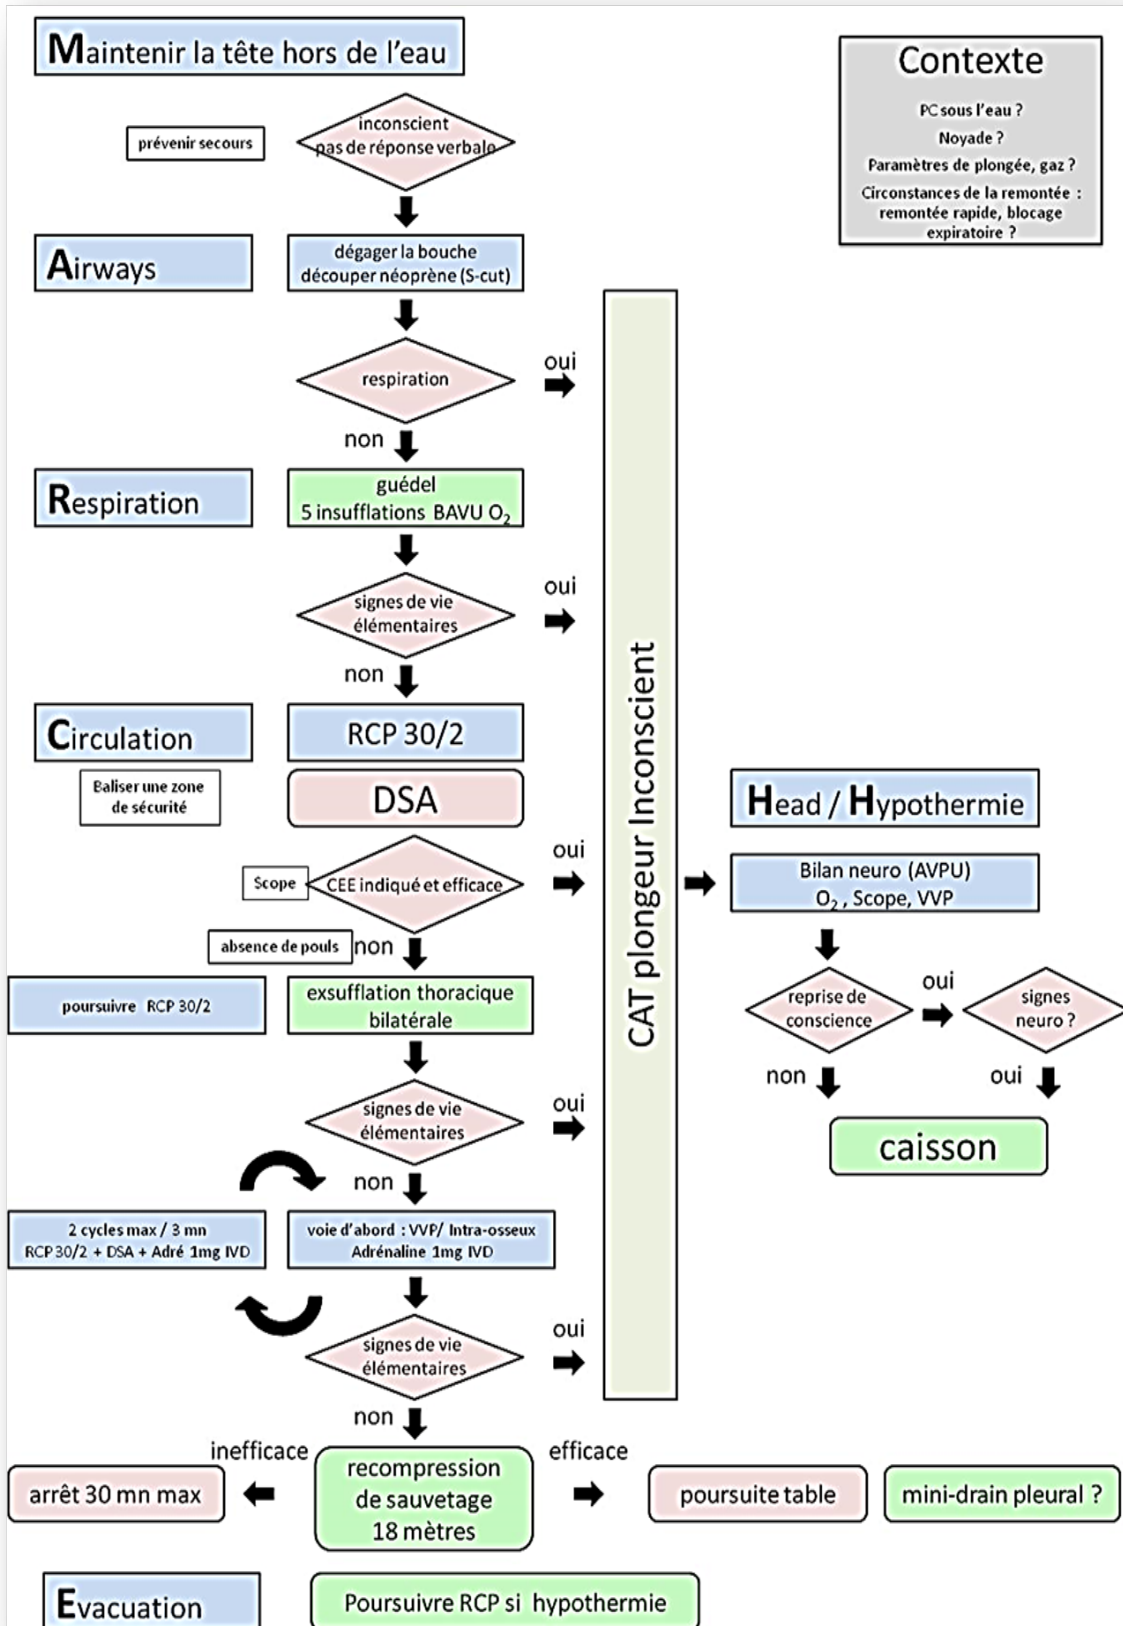 Maintenir la tête hors de l'eau
Contexte
PC sous l'eau ?
Noyade ?
Paramètres de plongée, gaz ?
Circonstances de la remontée :
remontée rapide, blocage
expiratoire ?
prévenir secours
inconscient
pas de réponse verbale
Airways
dégager la bouche
découper néoprène (S-cut)
respiration
oui
non
Respiration
guédel
5 insufflations BAVU O₂
signes de vie
élémentaires
oui
non
Circulation
RCP 30/2
Baliser une zone
de sécurité
DSA
Scope
CEE indiqué et efficace
oui
absence de pouls
non
poursuivre RCP 30/2
exsufflation thoracique
bilatérale
signes de vie
élémentaires
oui
non
2 cycles max / 3 mn
RCP 30/2 + DSA + Adré 1mg IVD
voie d'abord : VVP/ Intra-osseux
Adrénaline 1mg IVD
signes de vie
élémentaires
oui
non
CAT plongeur Inconscient
Head / Hypothermie
Bilan neuro (AVPU)
O₂ , Scope, VVP
reprise de
conscience
oui
signes
neuro ?
non
oui
caisson
inefficace
arrêt 30 mn max
recompression
de sauvetage
18 mètres
efficace
poursuite table
mini-drain pleural ?
Evacuation
Poursuivre RCP si hypothermie